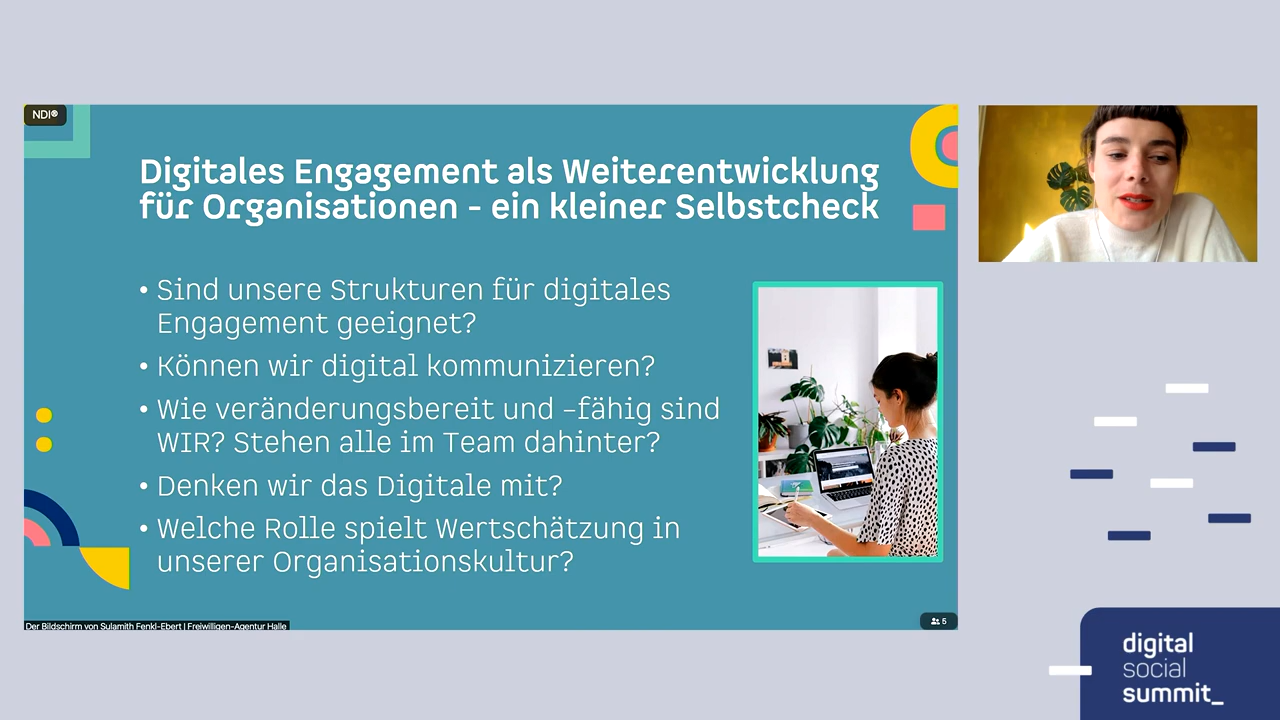 NDI®
Digitales Engagement als Weiterentwicklung
für Organisationen - ein kleiner Selbstcheck
• Sind unsere Strukturen für digitales
Engagement geeignet?
• Können wir digital kommunizieren?
• Wie veränderungsbereit und –fähig sind
WIR? Stehen alle im Team dahinter?
• Denken wir das Digitale mit?
• Welche Rolle spielt Wertschätzung in
unserer Organisationskultur?
Der Bildschirm von Sulamith Fenkl-Ebert | Freiwilligen-Agentur Halle
5
digital
social
summit_